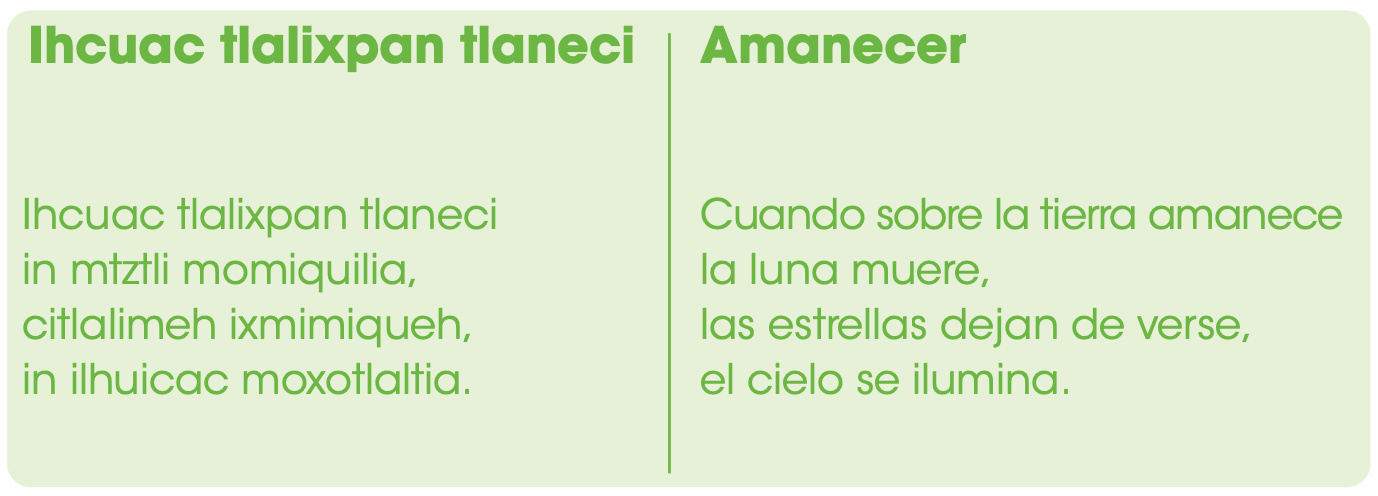 Ihcuac tlalixpan tlaneci
Ihcuac tlalixpan tlaneci
in mtztli momiquilia,
citlalimeh ixmimiqueh,
in ilhuicac moxotlaltia.
Amanecer
Cuando sobre la tierra amanece
la luna muere,
las estrellas dejan de verse,
el cielo se ilumina.